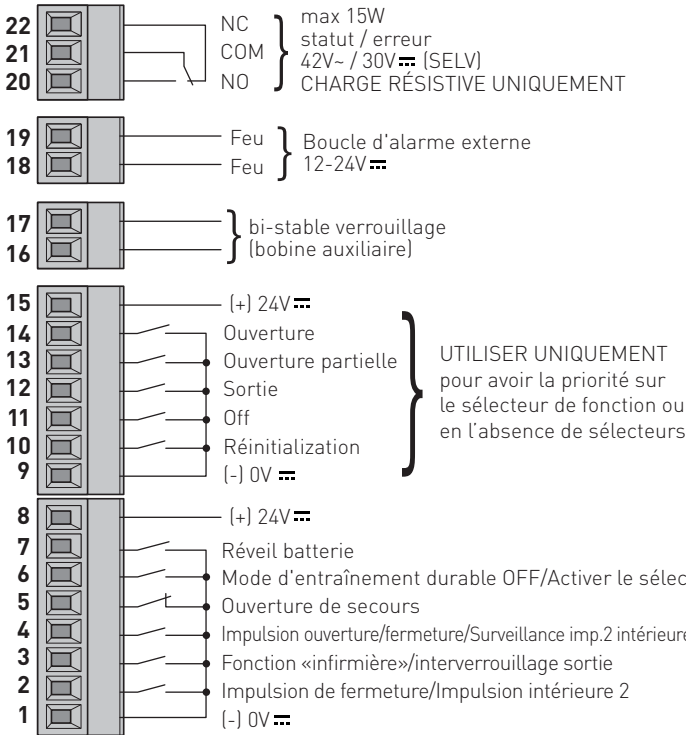 22 NC max 15W
21 COM statut / erreur
42V~ / 30V⎓ (SELV)
20 NO CHARGE RÉSISTIVE UNIQUEMENT
19 Feu Boucle d'alarme externe
18 Feu 12-24V⎓
17 bi-stable verrouillage
16 (bobine auxiliaire)
15 (+) 24V⎓
14 Ouverture
13 Ouverture partielle
12 Sortie
11 Off
10 Réinitialization
9 (-) 0V⎓
UTILISER UNIQUEMENT
pour avoir la priorité sur
le sélecteur de fonction ou
en l'absence de sélecteurs
8 (+) 24V⎓
7 Réveil batterie
6 Mode d'entraînement durable OFF/Activer le sélec
5 Ouverture de secours
4 Impulsion ouverture/fermeture/Surveillance imp.2 intérieure
3 Fonction «infirmière»/interverrouillage sortie
2 Impulsion de fermeture/Impulsion intérieure 2
1 (-) 0V⎓